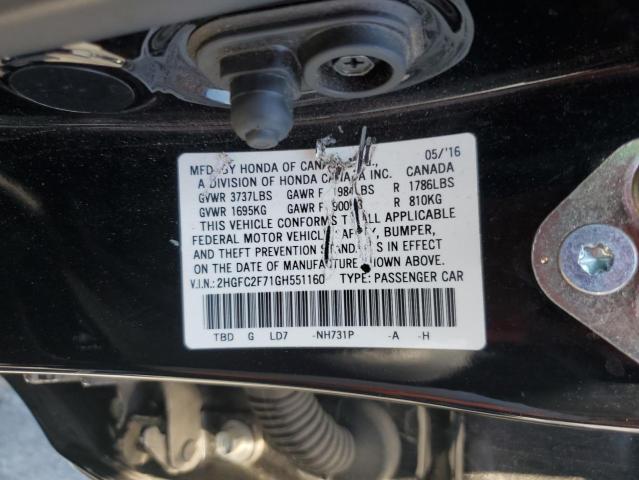 MFD. BY HONDA OF CANADA INC., 05/'16
A DIVISION OF HONDA CANADA INC. CANADA
GVWR 3737LBS GAWR F 1984LBS R 1786LBS
GVWR 1695KG GAWR F R 810KG
THIS VEHICLE CONFORMS TO ALL APPLICABLE
FEDERAL MOTOR VEHICLE SAFETY, BUMPER,
AND THEFT PREVENTION STANDARDS IN EFFECT
ON THE DATE OF MANUFACTURE SHOWN ABOVE.
V.I.N.: 2HGFC2F71GH551160 TYPE: PASSENGER CAR
TBD G LD7 -NH731P -A -H